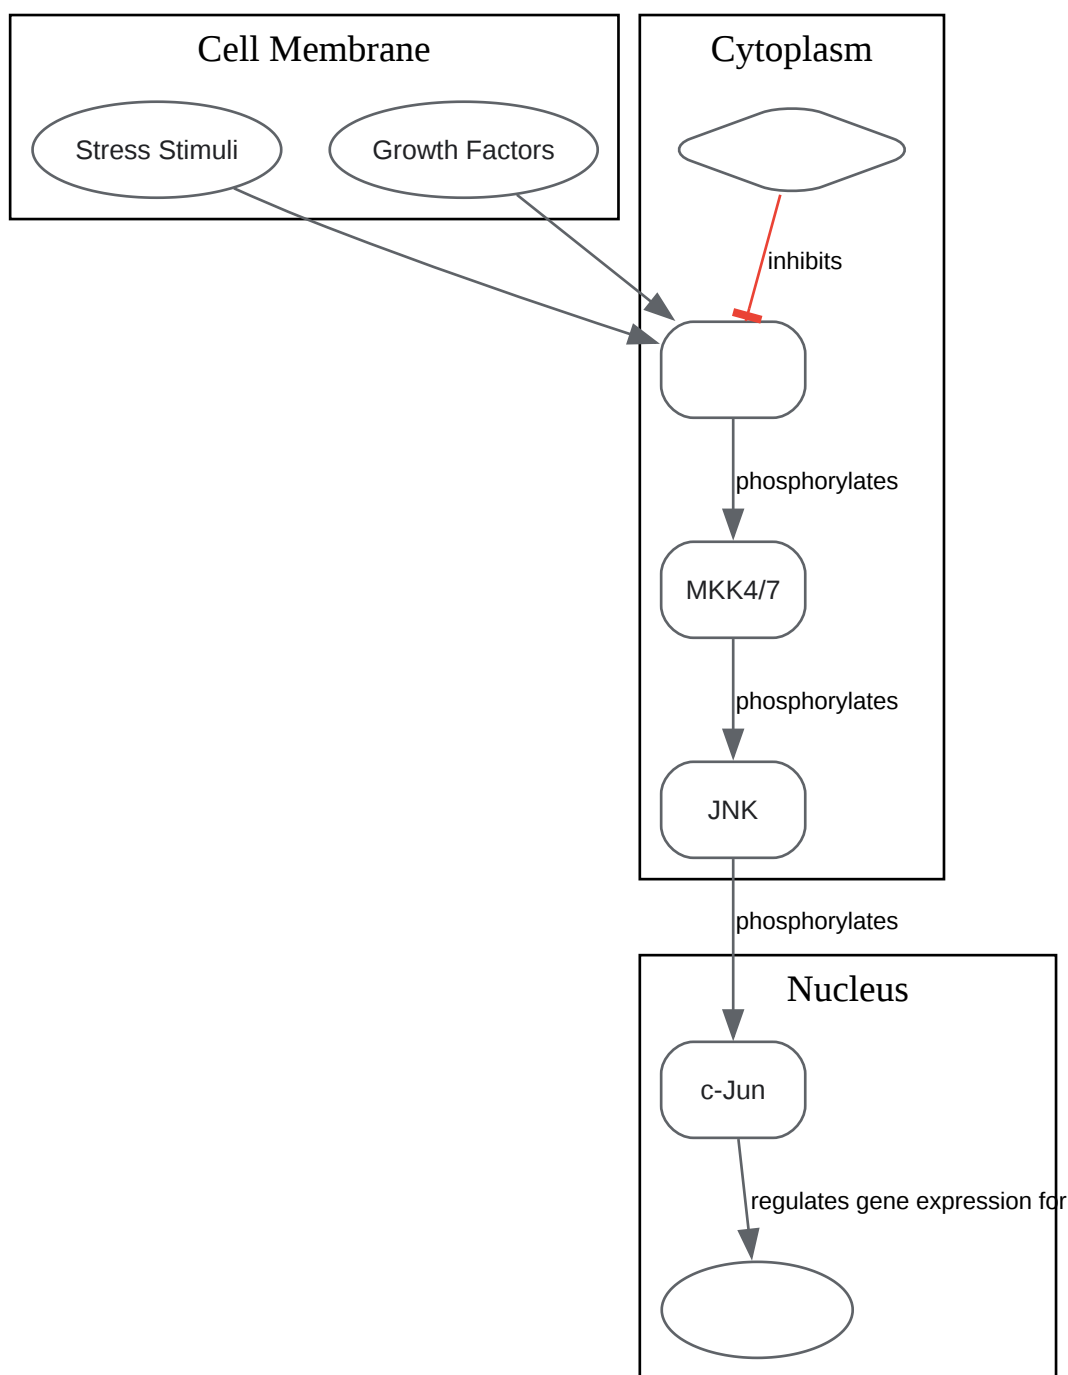 Cell Membrane
Cytoplasm
Stress Stimuli
Growth Factors
inhibits
phosphorylates
MKK4/7
phosphorylates
JNK
phosphorylates
Nucleus
c-Jun
regulates gene expression for